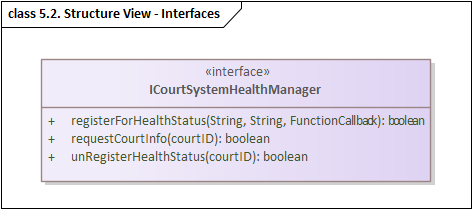 class 5.2. Structure View - Interfaces
«interface»
ICourtSystemHealthManager
+ registerForHealthStatus(String, String, FunctionCallback): boolean
+ requestCourtInfo(courtID): boolean
+ unRegisterHealthStatus(courtID): boolean